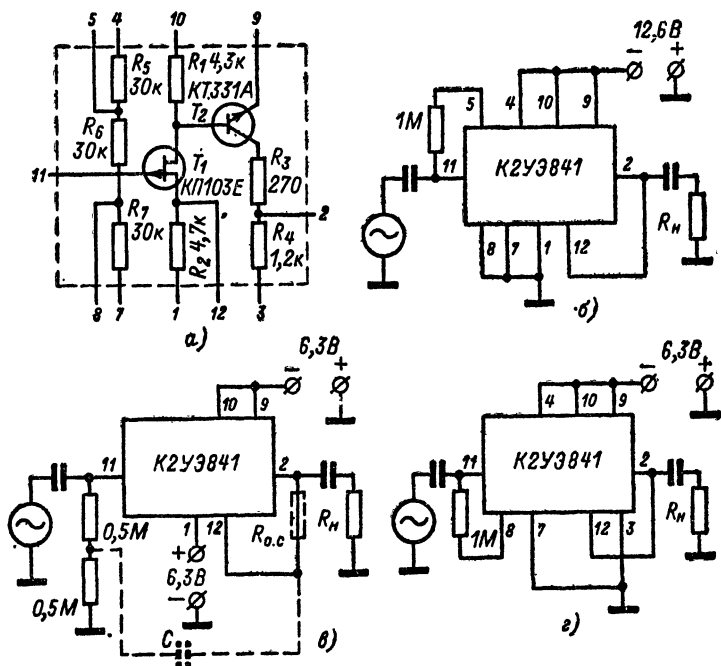 5 4 10 9
R5 30к
R1 4,3к
КТ331А
T2
R6 30к
T1
КП103Е
R3 270
11
2
R7 30к
R2 4,7к
R4 1,2к
8 7 1 12 3
а)
12,6В
- +
5 4 10 9
1М
11
К2УЭ841
2
Rн
8 7 1 12
б)
6,3В
- +
10 9
11
К2УЭ841
2
0,5М
1 12
Rо.с
Rн
+
6,3В
-
0,5М
С
в)
6,3В
- +
4 10 9
11
К2УЭ841
2
1М
8 7 12 3
Rн
г)